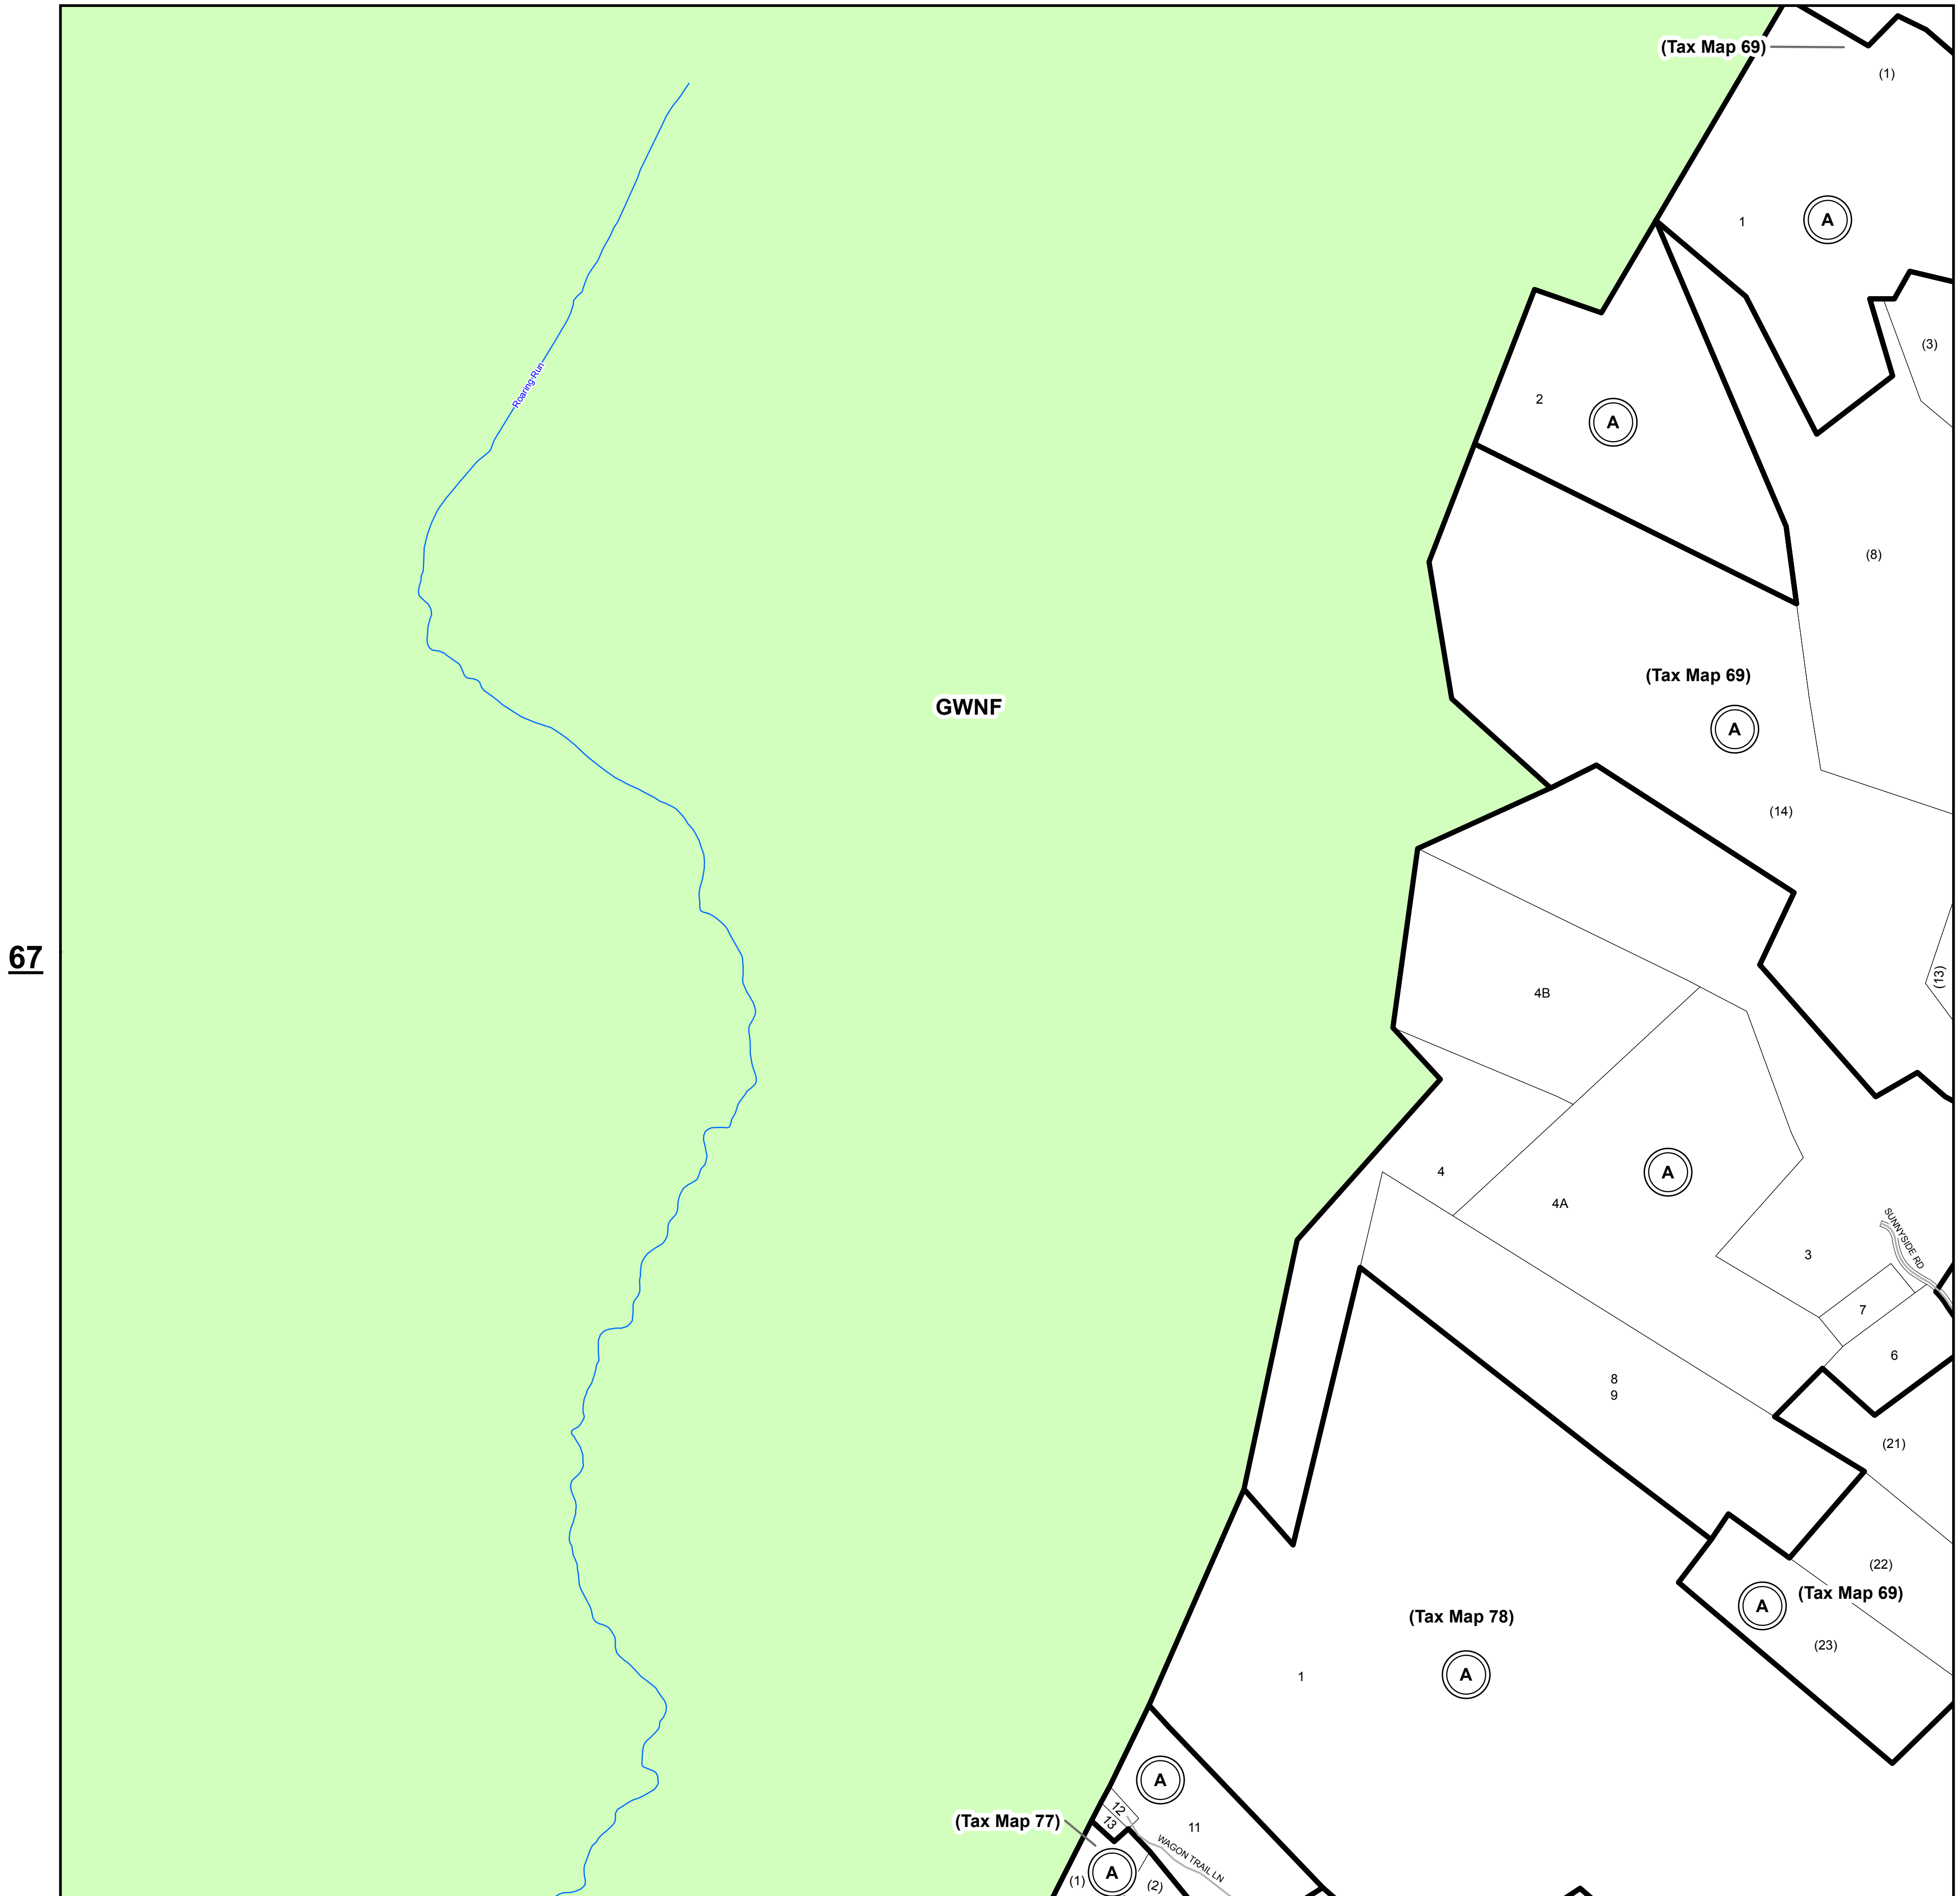 (Tax Map 69)
(1)
1
A
(3)
Roaring Run
2
A
(8)
(Tax Map 69)
GWNF
A
(14)
67
(13)
4B
4
A
4A
SUNNYSIDE RD
3
7
6
8
9
(21)
(22)
(Tax Map 69)
A
(Tax Map 78)
(23)
1
A
A
12
13
(Tax Map 77)
11
WAGON TRAIL LN
A
(1)
(2)